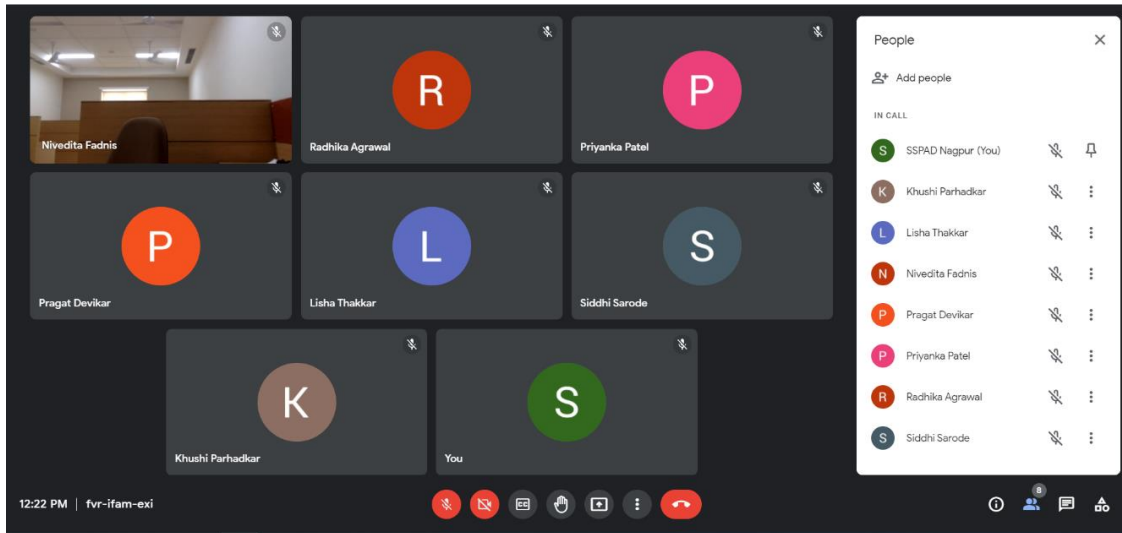 Nivedita Fadnis
R
Radhika Agrawal
P
Priyanka Patel
P
Pragat Devikar
L
Lisha Thakkar
S
Siddhi Sarode
K
Khushi Parhadkar
S
You
People
Add people
IN CALL
S SSPAD Nagpur (You)
K Khushi Parhadkar
L Lisha Thakkar
N Nivedita Fadnis
P Pragat Devikar
P Priyanka Patel
R Radhika Agrawal
S Siddhi Sarode
12:22 PM | fvr-ifam-exi
CC
8